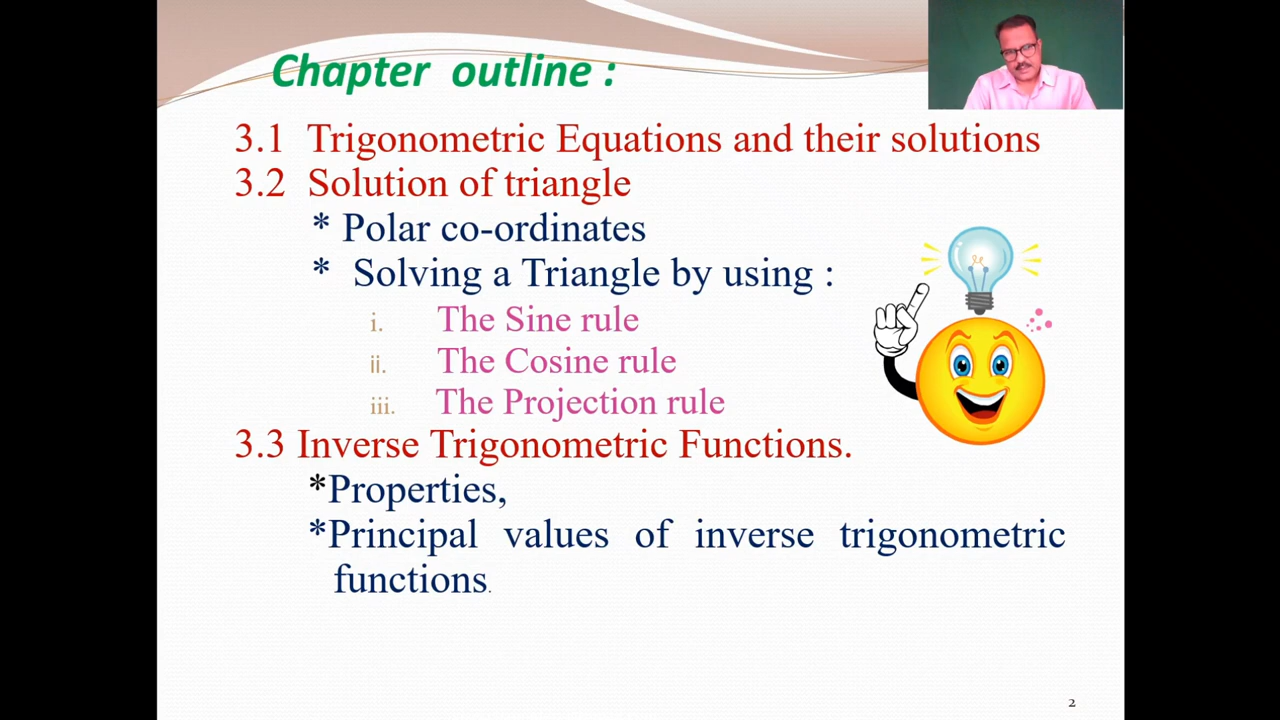 Chapter outline :
3.1 Trigonometric Equations and their solutions
3.2 Solution of triangle
* Polar co-ordinates
* Solving a Triangle by using :
i. The Sine rule
ii. The Cosine rule
iii. The Projection rule
3.3 Inverse Trigonometric Functions.
*Properties,
*Principal values of inverse trigonometric
functions.
2